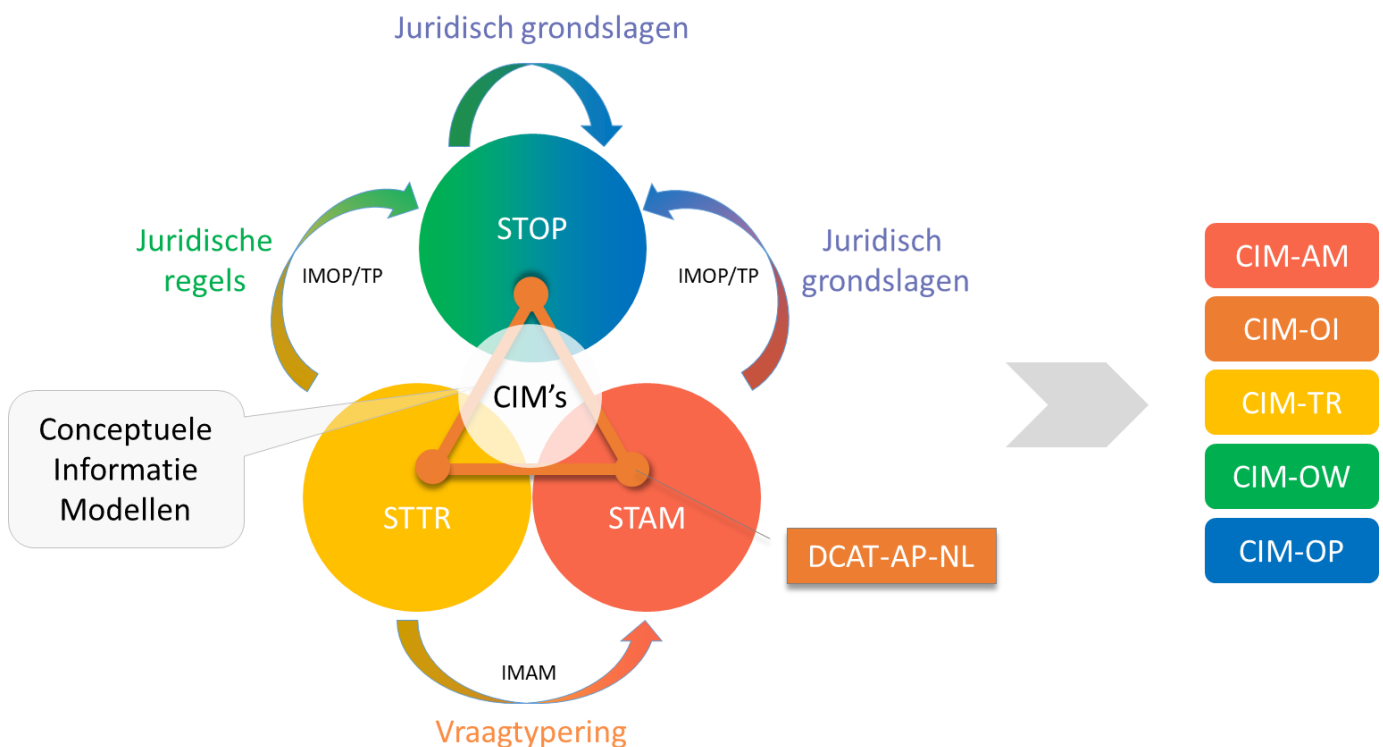 Juridisch grondslagen
STOP
Juridische
regels
IMOP/TP
IMOP/TP
Juridisch
grondslagen
CIM's
Conceptuele
Informatie
Modellen
STTR
STAM
DCAT-AP-NL
IMAM
Vraagtypering
CIM-AM
CIM-OI
CIM-TR
CIM-OW
CIM-OP